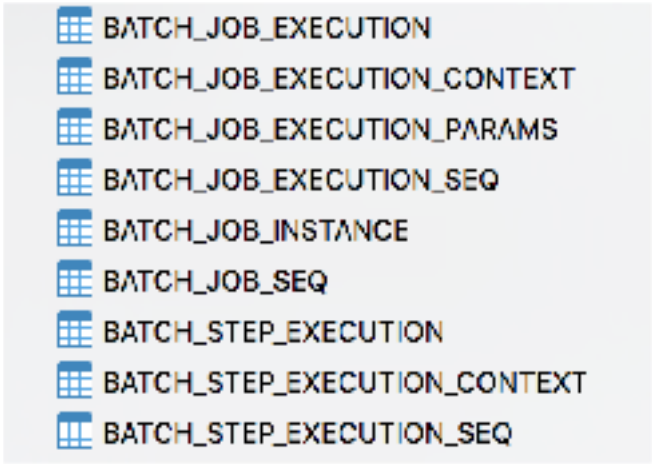 BATCH_JOB_EXECUTION
BATCH_JOB_EXECUTION_CONTEXT
BATCH_JOB_EXECUTION_PARAMS
BATCH_JOB_EXECUTION_SEQ
BATCH_JOB_INSTANCE
BATCH_JOB_SEQ
BATCH_STEP_EXECUTION
BATCH_STEP_EXECUTION_CONTEXT
BATCH_STEP_EXECUTION_SEQ